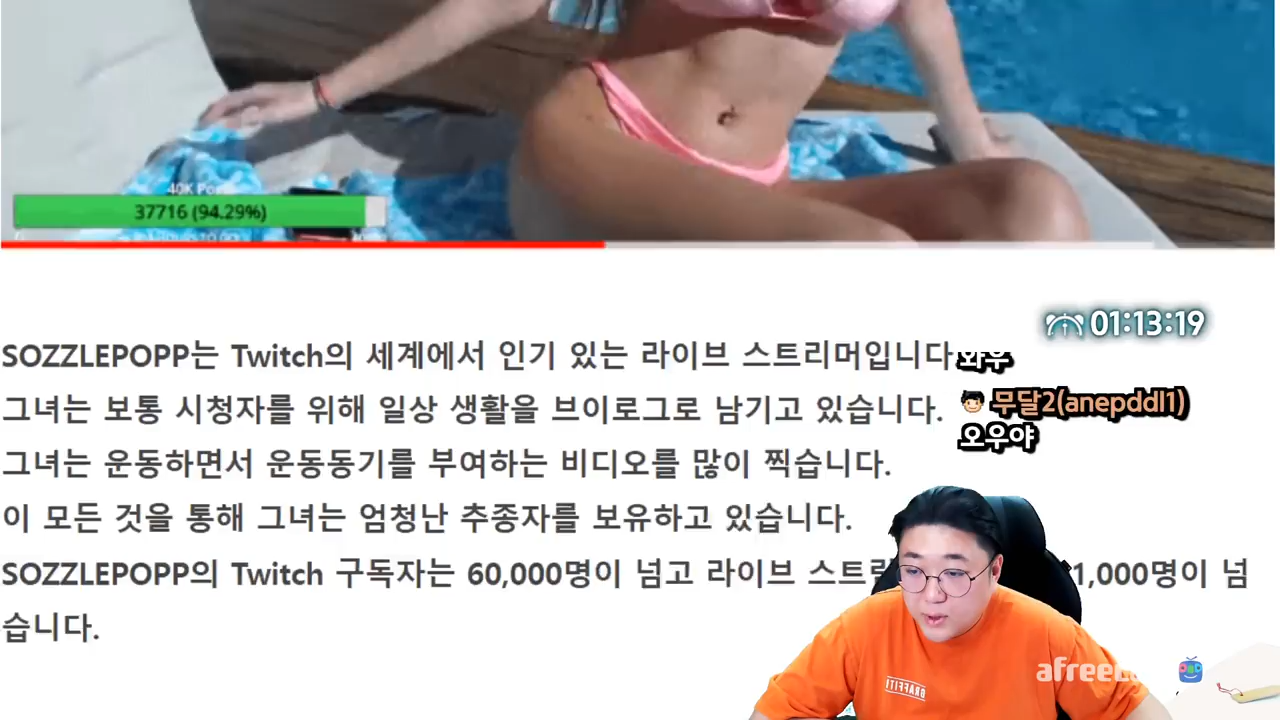 37716 (94.29%)
01:13:19
SOZZLEPOPP는 Twitch의 세계에서 인기 있는 라이브 스트리머입니다
와우
그녀는 보통 시청자를 위해 일상 생활을 브이로그로 남기고 있습니다.
무달2(anepddl1)
오우야
그녀는 운동하면서 운동동기를 부여하는 비디오를 많이 찍습니다.
이 모든 것을 통해 그녀는 엄청난 추종자를 보유하고 있습니다.
SOZZLEPOPP의 Twitch 구독자는 60,000명이 넘고 라이브 1,000명이 넘
습니다.
DRAFFITI